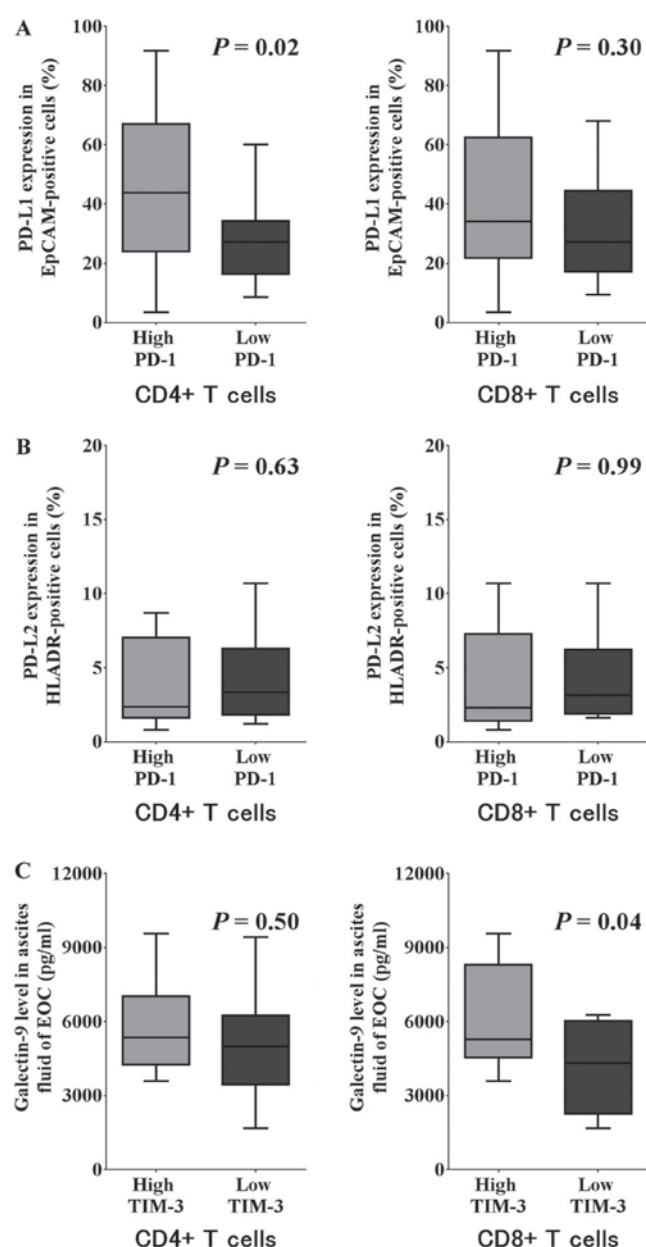 A
PD-L1 expression in
EpCAM-positive cells (%)
100
80
60
40
20
0
P = 0.02
High
PD-1
Low
PD-1
CD4+ T cells
PD-L1 expression in
EpCAM-positive cells (%)
100
80
60
40
20
0
P = 0.30
High
PD-1
Low
PD-1
CD8+ T cells
B
PD-L2 expression in
HLADR-positive cells (%)
20
15
10
5
0
P = 0.63
High
PD-1
Low
PD-1
CD4+ T cells
PD-L2 expression in
HLADR-positive cells (%)
20
15
10
5
0
P = 0.99
High
PD-1
Low
PD-1
CD8+ T cells
C
Galectin-9 level in ascites
fluid of EOC (pg/ml)
12000
9000
6000
3000
0
P = 0.50
High
TIM-3
Low
TIM-3
CD4+ T cells
Galectin-9 level in ascites
fluid of EOC (pg/ml)
12000
9000
6000
3000
0
P = 0.04
High
TIM-3
Low
TIM-3
CD8+ T cells